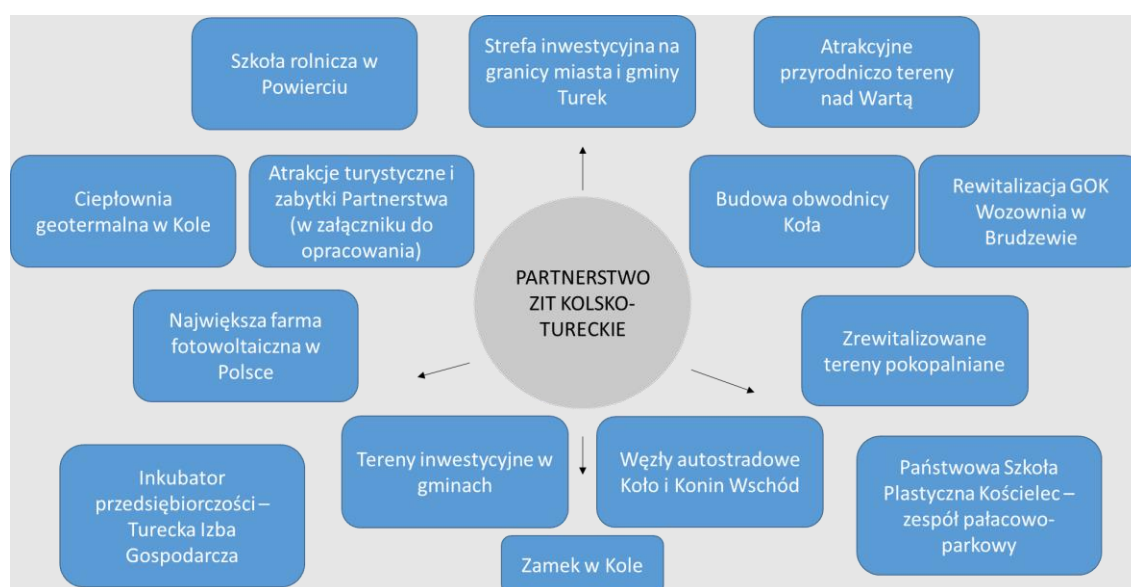 Szkoła rolnicza w
Powierciu
Strefa inwestycyjna na
granicy miasta i gminy
Turek
Atrakcyjne
przyrodniczo tereny
nad Wartą
Ciepłownia
geotermalna w Kole
Atrakcje turystyczne i
zabytki Partnerstwa
(w załączniku do
opracowania)
Budowa obwodnicy
Koła
Rewitalizacja GOK
Wozownia w
Brudzewie
PARTNERSTWO
ZIT KOLSKO-
TURECKIE
Największa farma
fotowoltaiczna w
Polsce
Zrewitalizowane
tereny pokopalniane
Inkubator
przedsiębiorczości –
Turecka Izba
Gospodarcza
Tereny inwestycyjne w
gminach
Węzły autostradowe
Koło i Konin Wschód
Państwowa Szkoła
Plastyczna Kościelec –
zespół pałacowo-
parkowy
Zamek w Kole